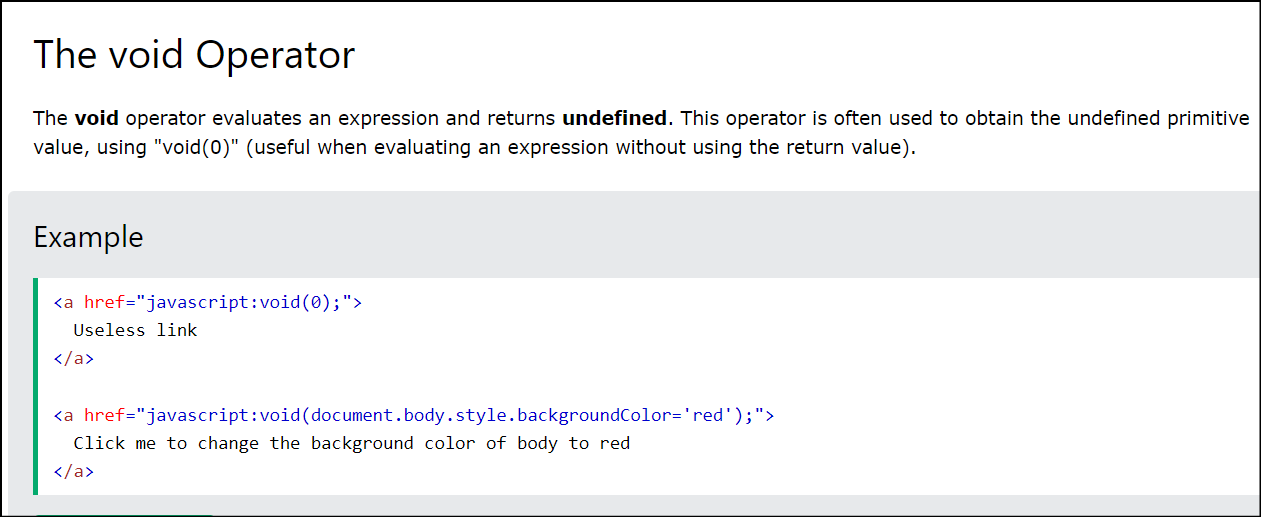 The void Operator
The void operator evaluates an expression and returns undefined. This operator is often used to obtain the undefined primitive
value, using "void(0)" (useful when evaluating an expression without using the return value).
Example
<a href="javascript:void(0);">
  Useless link
</a>
<a href="javascript:void(document.body.style.backgroundColor='red');">
  Click me to change the background color of body to red
</a>